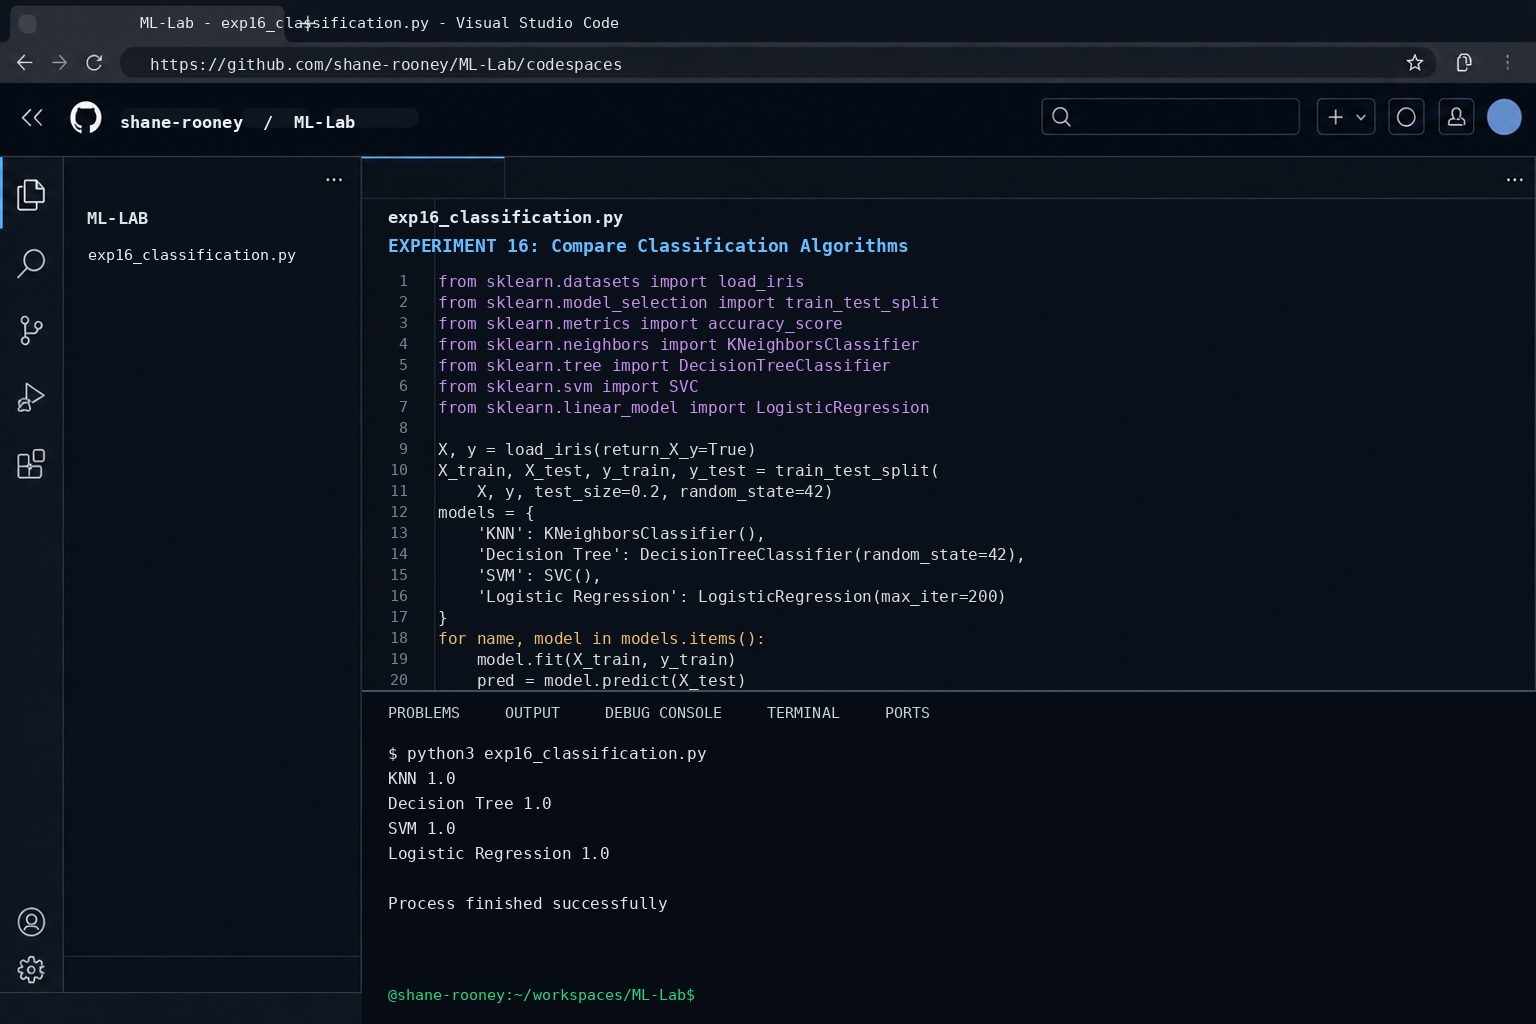 ML-Lab - exp16_classification.py - Visual Studio Code
https://github.com/shane-rooney/ML-Lab/codespaces
shane-rooney / ML-Lab
ML-LAB
exp16_classification.py
exp16_classification.py
EXPERIMENT 16: Compare Classification Algorithms
1 from sklearn.datasets import load_iris
2 from sklearn.model_selection import train_test_split
3 from sklearn.metrics import accuracy_score
4 from sklearn.neighbors import KNeighborsClassifier
5 from sklearn.tree import DecisionTreeClassifier
6 from sklearn.svm import SVC
7 from sklearn.linear_model import LogisticRegression
8
9 X, y = load_iris(return_X_y=True)
10 X_train, X_test, y_train, y_test = train_test_split(
11     X, y, test_size=0.2, random_state=42)
12 models = {
13     'KNN': KNeighborsClassifier(),
14     'Decision Tree': DecisionTreeClassifier(random_state=42),
15     'SVM': SVC(),
16     'Logistic Regression': LogisticRegression(max_iter=200)
17 }
18 for name, model in models.items():
19     model.fit(X_train, y_train)
20     pred = model.predict(X_test)
PROBLEMS OUTPUT DEBUG CONSOLE TERMINAL PORTS
$ python3 exp16_classification.py
KNN 1.0
Decision Tree 1.0
SVM 1.0
Logistic Regression 1.0
Process finished successfully
@shane-rooney:~/workspaces/ML-Lab$